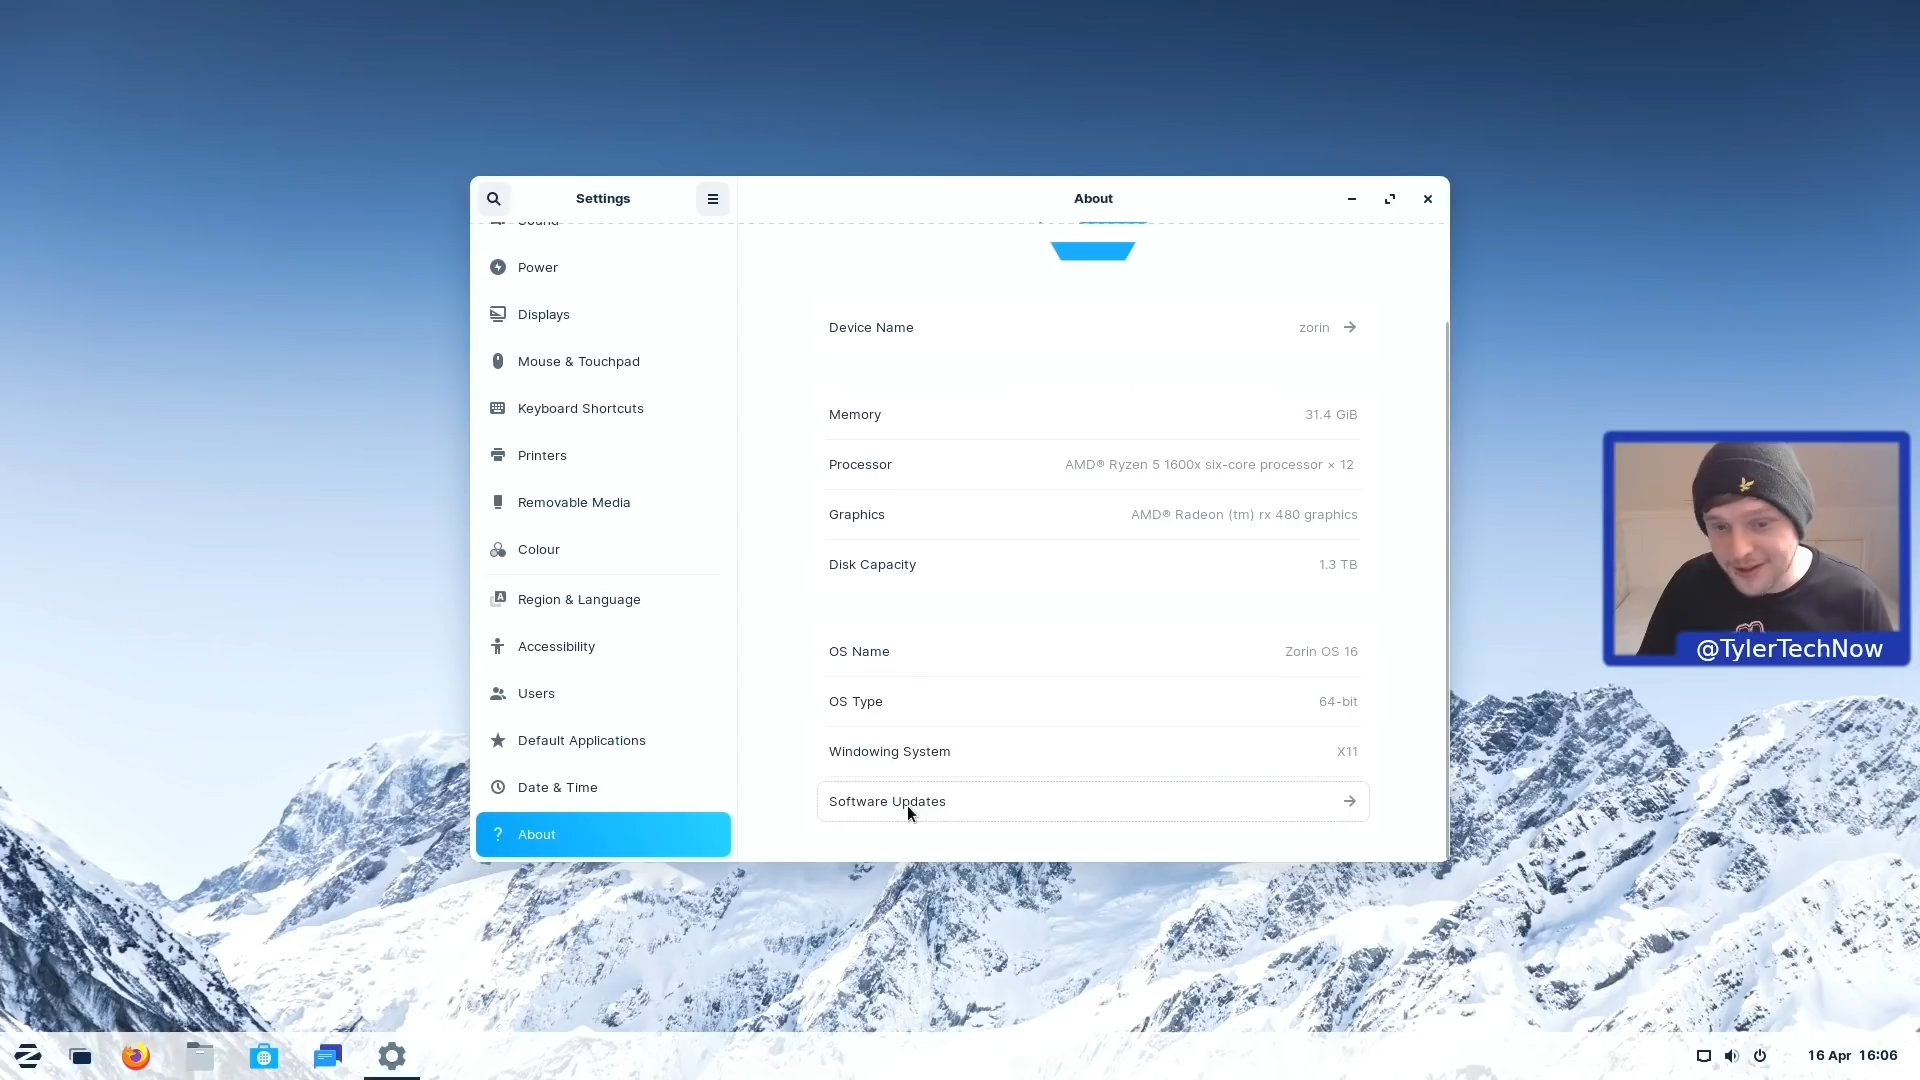 Settings
About
Sound
Power
Displays
Mouse & Touchpad
Keyboard Shortcuts
Printers
Removable Media
Colour
Region & Language
Accessibility
Users
Default Applications
Date & Time
? About
Device Name zorin
Memory 31.4 GiB
Processor AMD® Ryzen 5 1600x six-core processor × 12
Graphics AMD® Radeon (tm) rx 480 graphics
Disk Capacity 1.3 TB
OS Name Zorin OS 16
OS Type 64-bit
Windowing System X11
Software Updates
@TylerTechNow
16 Apr 16:06